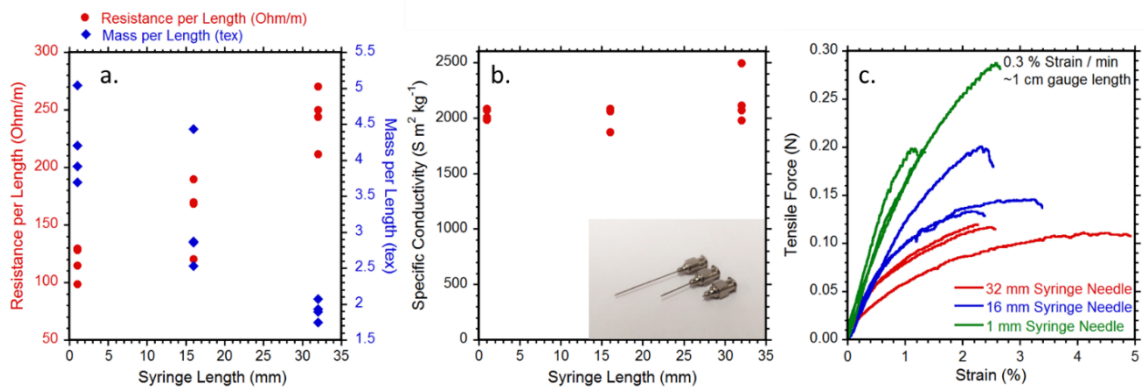 Resistance per Length (Ohm/m)
Mass per Length (tex)
a.
300
250
200
150
100
50
5.5
5
4.5
4
3.5
3
2.5
2
1.5
0 5 10 15 20 25 30 35
Resistance per Length (Ohm/m)
Mass per Length (tex)
Syringe Length (mm)
b.
3000
2500
2000
1500
1000
500
0
0 5 10 15 20 25 30 35
Specific Conductivity (S m² kg⁻¹)
Syringe Length (mm)
c.
0.3 % Strain / min
~1 cm gauge length
0.30
0.25
0.20
0.15
0.10
0.05
0.00
0 1 2 3 4 5
Tensile Force (N)
32 mm Syringe Needle
16 mm Syringe Needle
1 mm Syringe Needle
Strain (%)